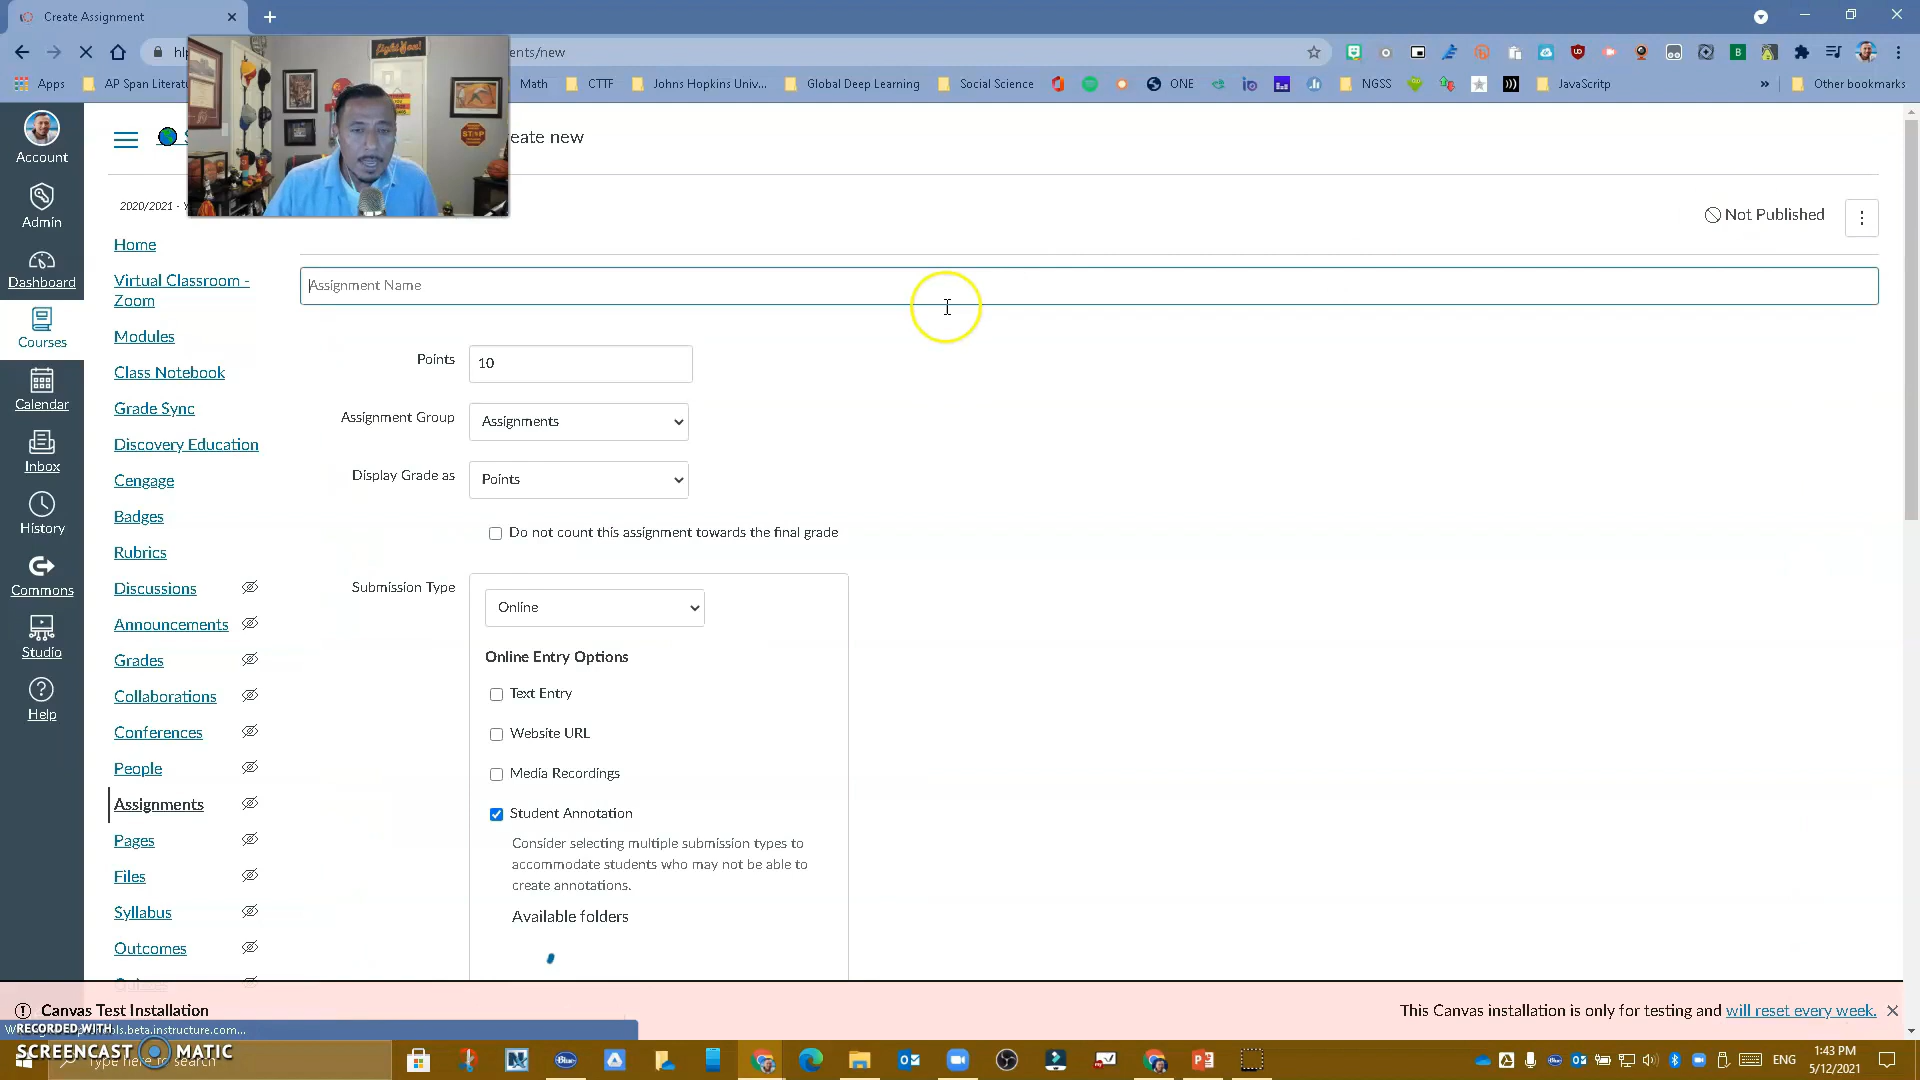 Create Assignment
ents/new
Apps
AP Span Literatu
Math
CTTF
Johns Hopkins Univ...
Global Deep Learning
Social Science
ONE
NGSS
JavaScritp
»
Other bookmarks
Account
Admin
Dashboard
Courses
Calendar
Inbox
History
Commons
Studio
Help
eate new
2020/2021 - Y
Home
Virtual Classroom -
Zoom
Modules
Class Notebook
Grade Sync
Discovery Education
Cengage
Badges
Rubrics
Discussions
Announcements
Grades
Collaborations
Conferences
People
Assignments
Pages
Files
Syllabus
Outcomes
Not Published
Assignment Name
Points
10
Assignment Group
Assignments
Display Grade as
Points
Do not count this assignment towards the final grade
Submission Type
Online
Online Entry Options
Text Entry
Website URL
Media Recordings
Student Annotation
Consider selecting multiple submission types to
accommodate students who may not be able to
create annotations.
Available folders
Canvas Test Installation
This Canvas installation is only for testing and will reset every week.
RECORDED WITH
SCREENCAST MATIC
ENG
1:43 PM
5/12/2021
STOP